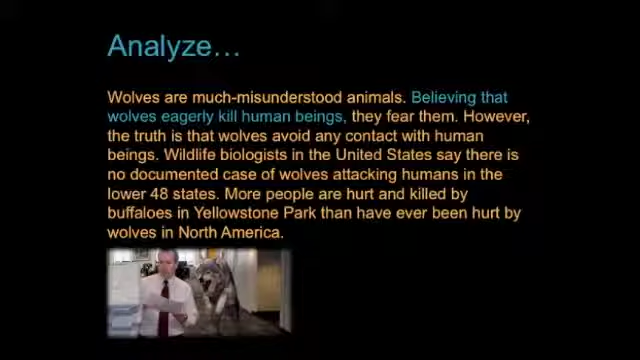 Analyze…
Wolves are much-misunderstood animals. Believing that
wolves eagerly kill human beings, they fear them. However,
the truth is that wolves avoid any contact with human
beings. Wildlife biologists in the United States say there is
no documented case of wolves attacking humans in the
lower 48 states. More people are hurt and killed by
buffaloes in Yellowstone Park than have ever been hurt by
wolves in North America.